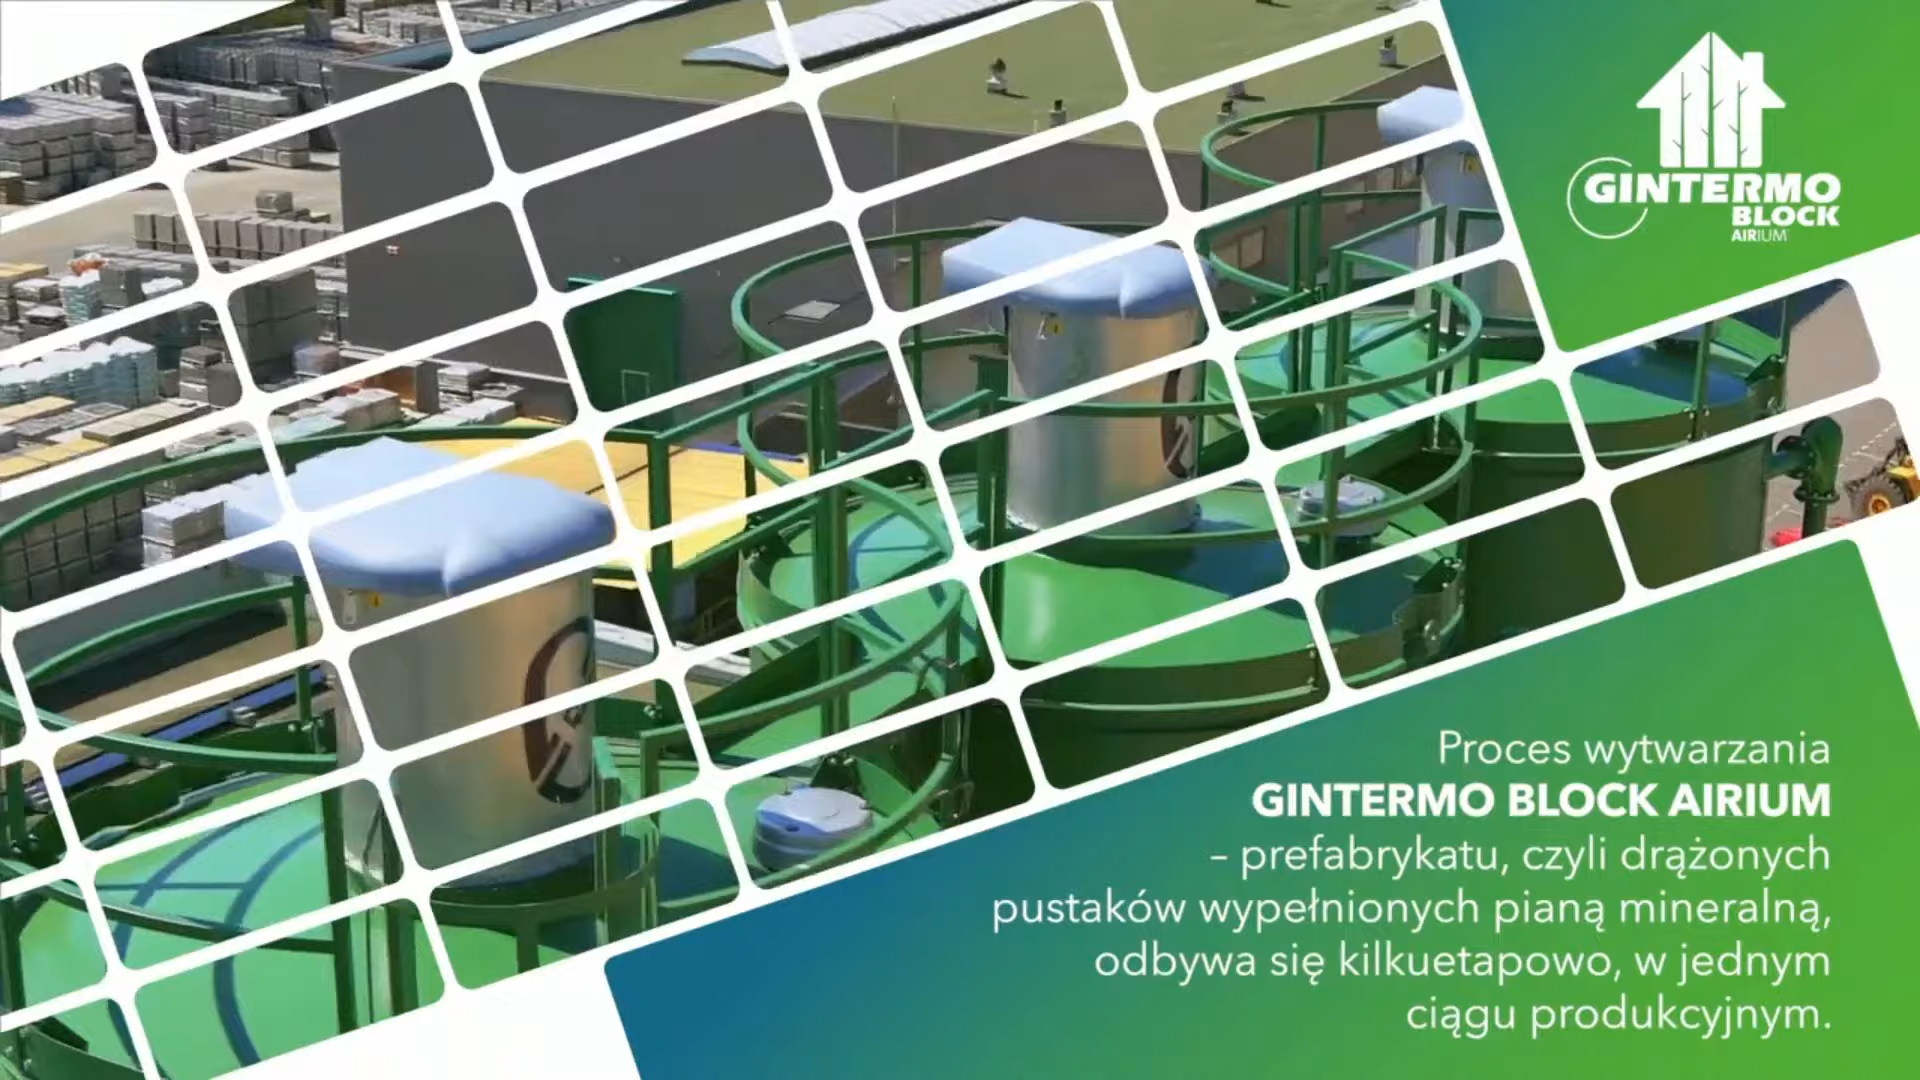 GINTERMO
BLOCK
AIRIUM
Proces wytwarzania
GINTERMO BLOCK AIRIUM
– prefabrykatu, czyli drążonych
pustaków wypełnionych pianą mineralną,
odbywa się kilkuetapowo, w jednym
ciągu produkcyjnym.